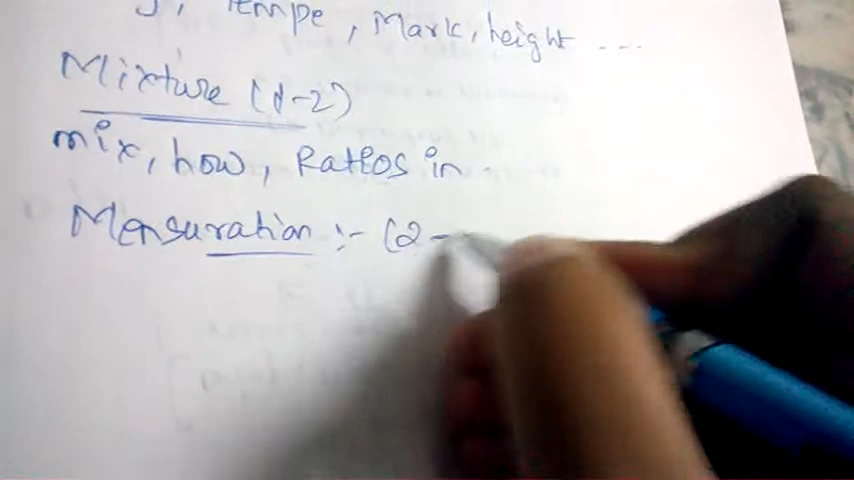 Tempe, Mark, height ...
Mixture (1-2)
mix, how, Ratios in
Mensuration :- (2-